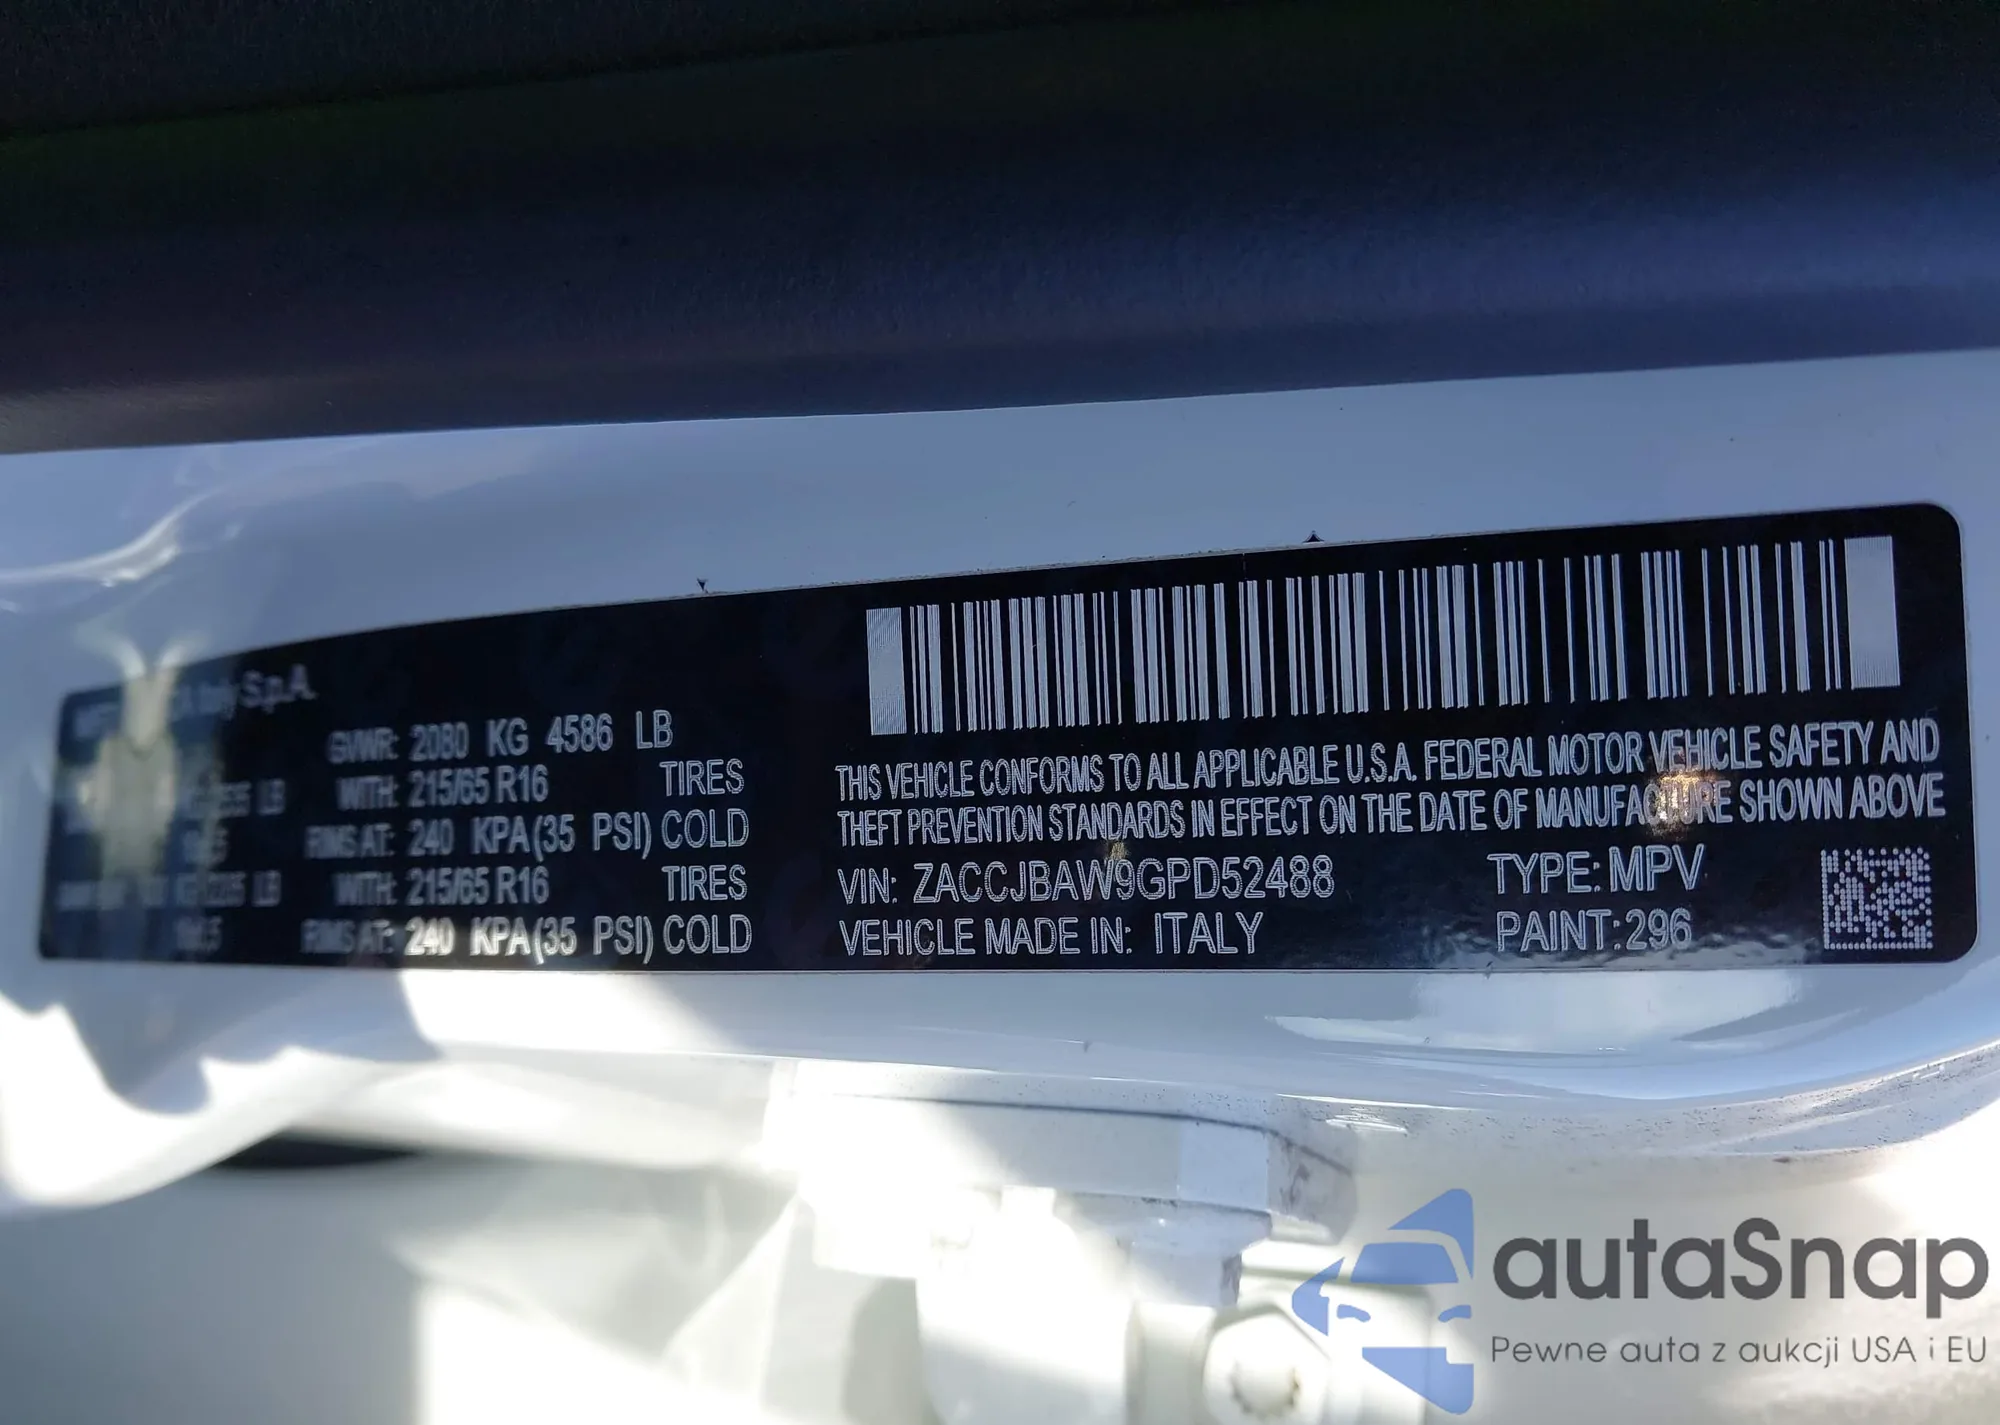 Italy S.p.A.
GVWR: 2080 KG 4586 LB
LB WITH: 215/65 R16 TIRES
RIMS AT: 240 KPA(35 PSI) COLD
LB WITH: 215/65 R16 TIRES
RIMS AT: 240 KPA(35 PSI) COLD
THIS VEHICLE CONFORMS TO ALL APPLICABLE U.S.A. FEDERAL MOTOR VEHICLE SAFETY AND
THEFT PREVENTION STANDARDS IN EFFECT ON THE DATE OF MANUFACTURE SHOWN ABOVE
VIN: ZACCJBAW9GPD52488 TYPE: MPV
VEHICLE MADE IN: ITALY PAINT: 296
autaSnap
Pewne auta z aukcji USA i EU